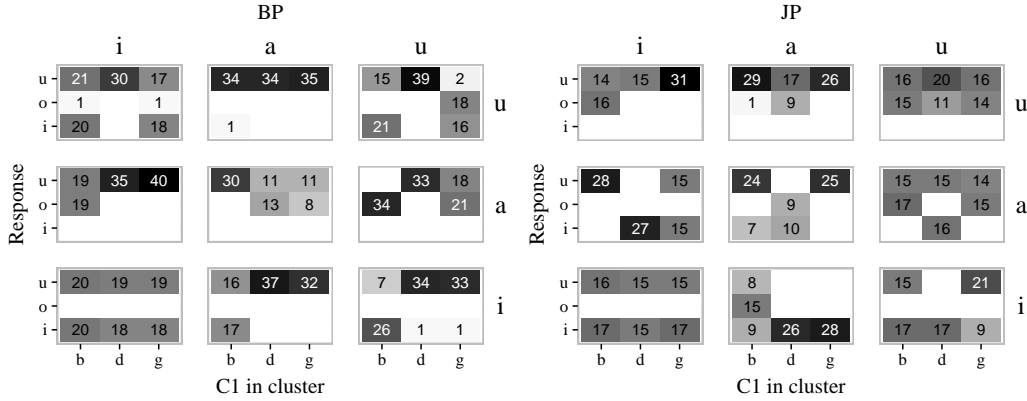 BP JP
i a u i a u
u 21 30 17 34 34 35 15 39 2 u 14 15 31 29 17 26 16 20 16
o 1 1 18 u o 16 1 9 15 11 14 u
i 20 18 1 21 16 i
Response Response
u 19 35 40 30 11 11 33 18 u 28 15 24 25 15 15 14
o 19 13 8 34 21 a o 9 17 15 a
i i 27 15 7 10 16
u 20 19 19 16 37 32 7 34 33 u 16 15 15 8 15 21
o i o 15 i
i 20 18 18 17 26 1 1 i 17 15 17 9 26 28 17 17 9
b d g b d g b d g b d g b d g b d g
C1 in cluster C1 in cluster